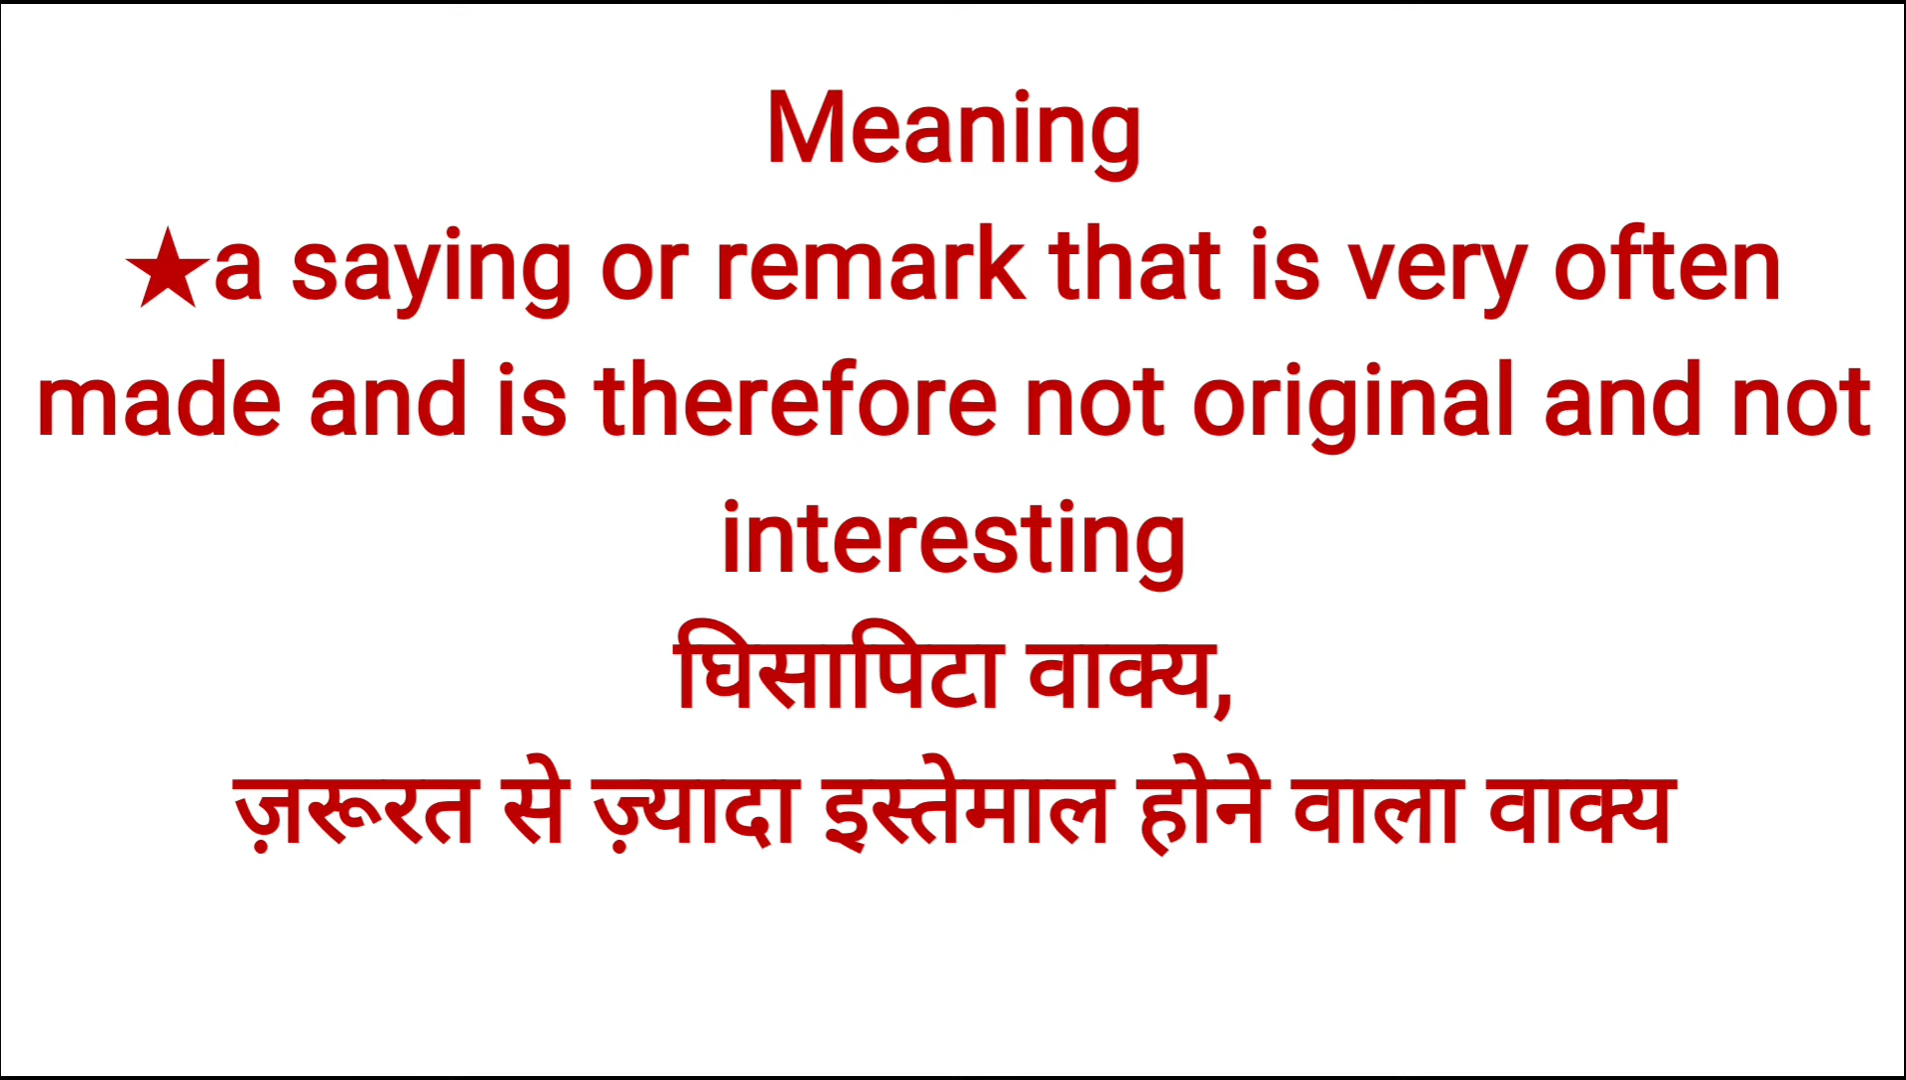 Meaning
★a saying or remark that is very often
made and is therefore not original and not
interesting
घिसापिटा वाक्य,
ज़रूरत से ज़्यादा इस्तेमाल होने वाला वाक्य